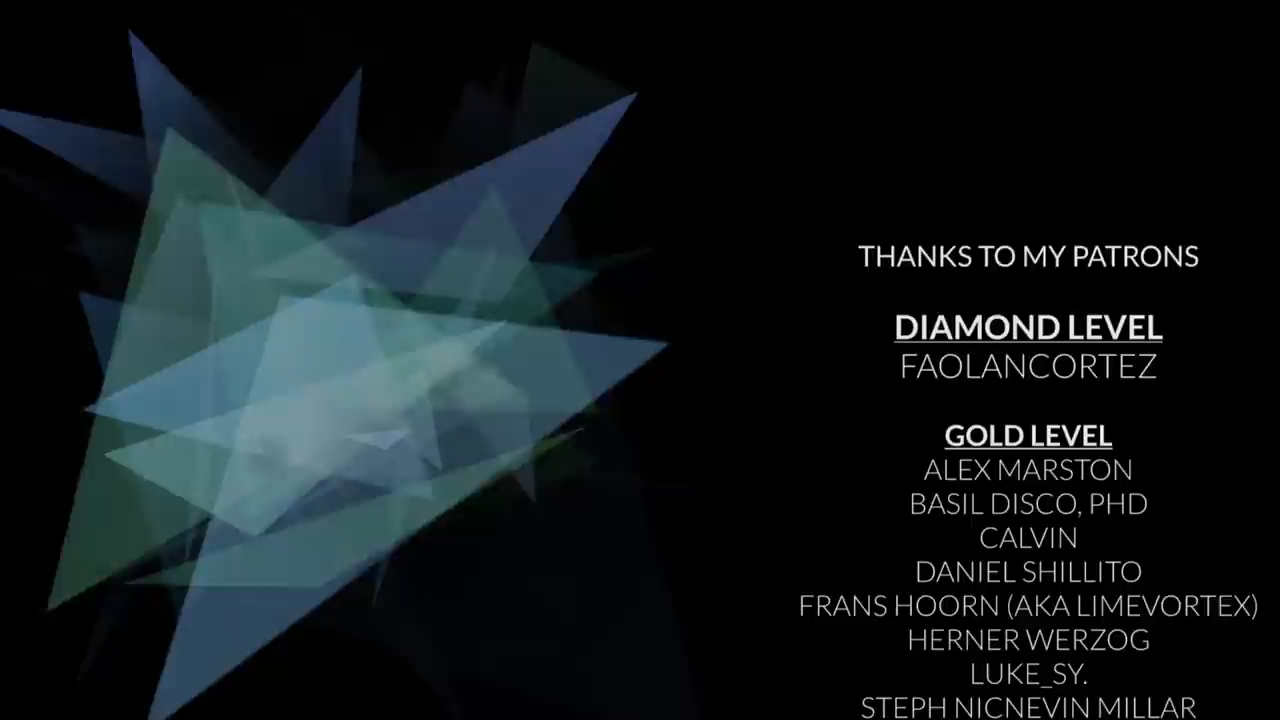 THANKS TO MY PATRONS
DIAMOND LEVEL
FAOLANCORTEZ
GOLD LEVEL
ALEX MARSTON
BASIL DISCO, PHD
CALVIN
DANIEL SHILLITO
FRANS HOORN (AKA LIMEVORTEX)
HERNER WERZOG
LUKE_SY.
STEPH NICNEVIN MILLAR